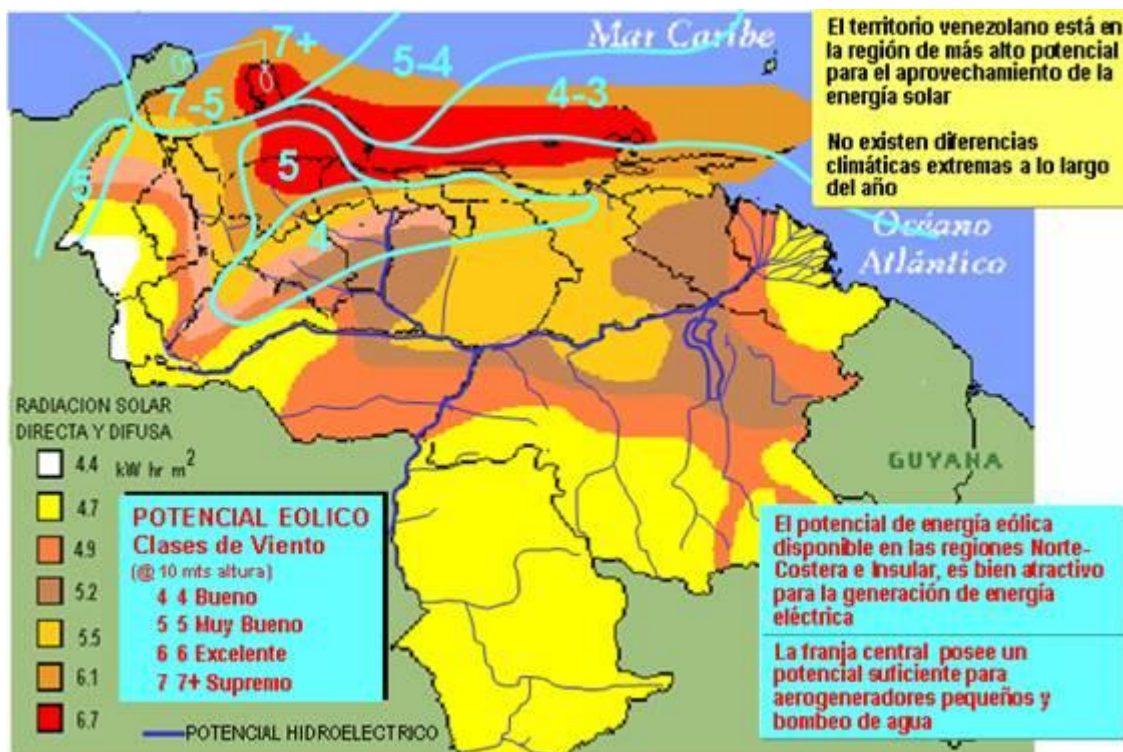 7+
Mar Caribe
5-4
7-5
4-3
5
5
4
Océano
Atlántico
El territorio venezolano está en
la región de más alto potencial
para el aprovechamiento de la
energía solar
No existen diferencias
climáticas extremas a lo largo
del año
GUYANA
RADIACION SOLAR
DIRECTA Y DIFUSA
4.4 kW hr m²
4.7
4.9
5.2
5.5
6.1
6.7
POTENCIAL EOLICO
Clases de Viento
(@ 10 mts altura)
4 4 Bueno
5 5 Muy Bueno
6 6 Excelente
7 7+ Supremo
POTENCIAL HIDROELECTRICO
El potencial de energía eólica
disponible en las regiones Norte-
Costera e Insular, es bien atractivo
para la generación de energía
eléctrica
La franja central posee un
potencial suficiente para
aerogeneradores pequeños y
bombeo de agua